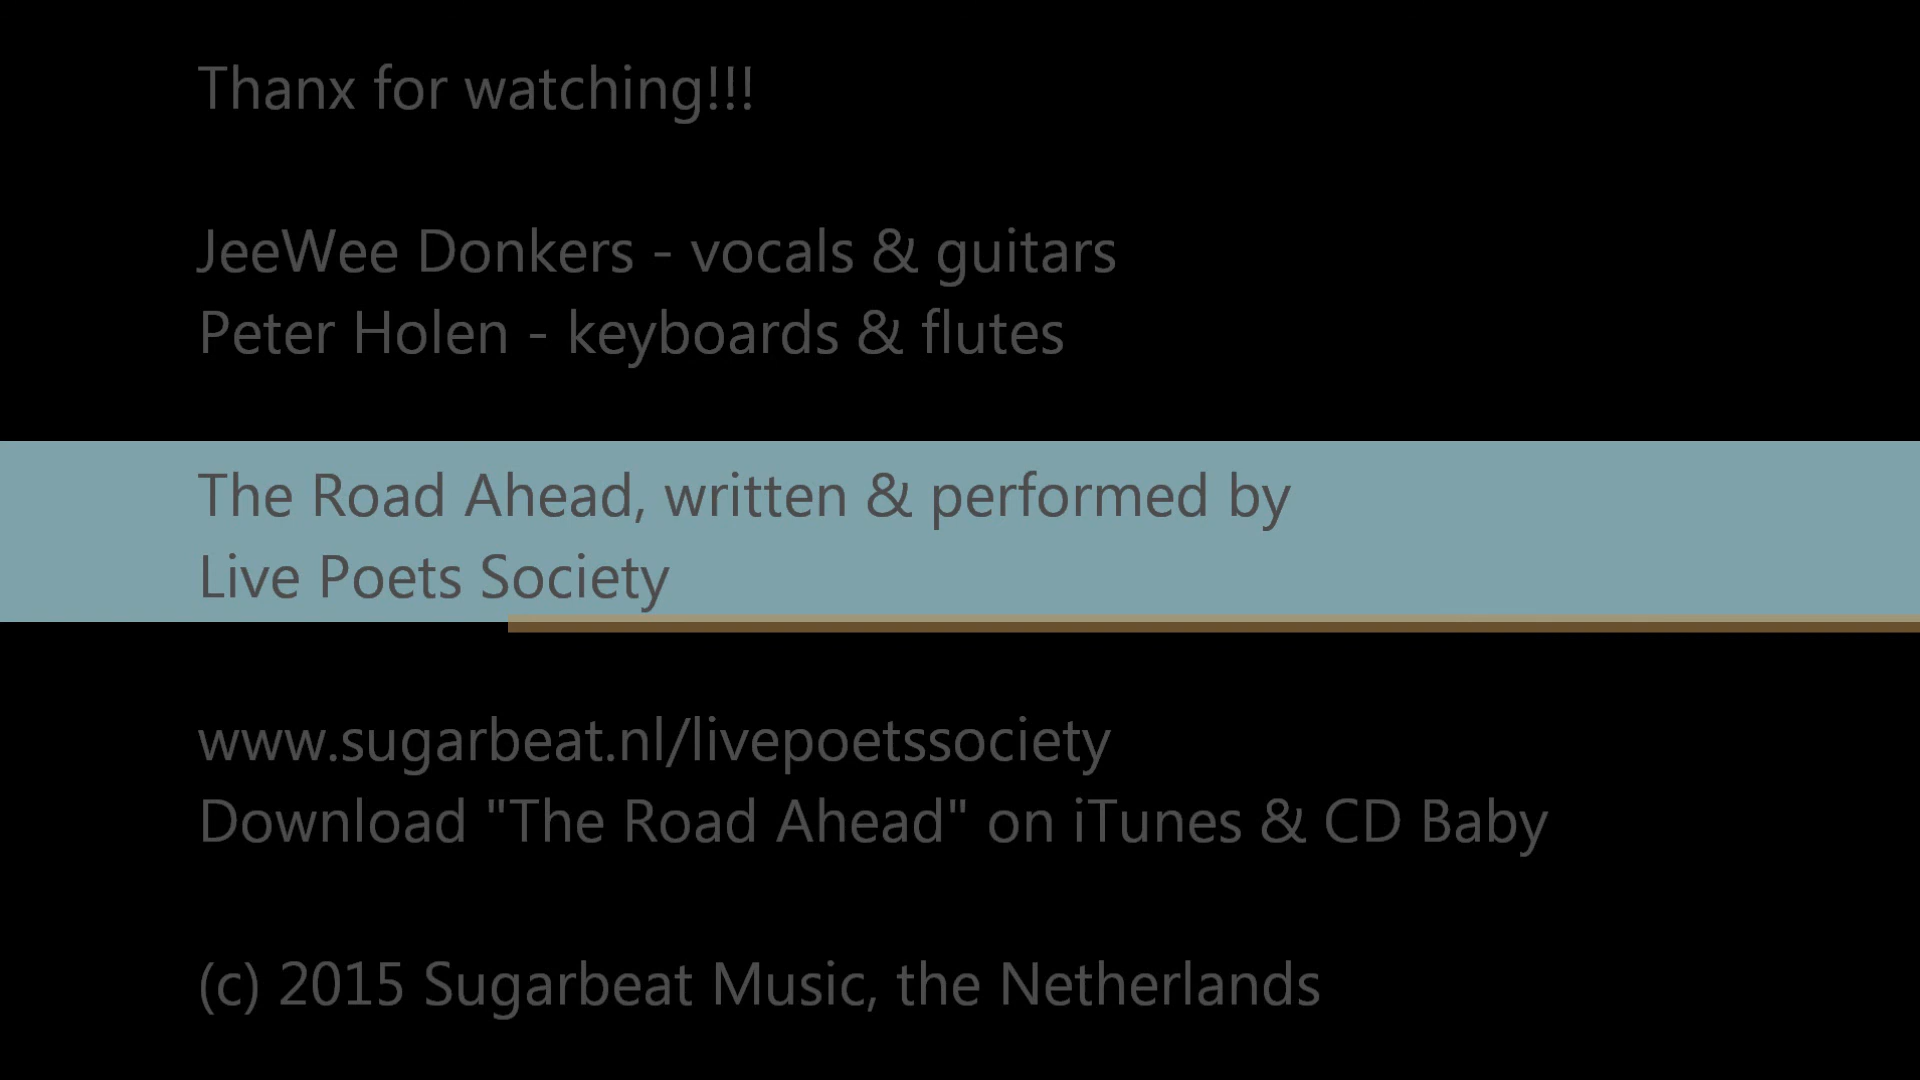 Thanx for watching!!!
JeeWee Donkers - vocals & guitars
Peter Holen - keyboards & flutes
The Road Ahead, written & performed by
Live Poets Society
www.sugarbeat.nl/livepoetssociety
Download "The Road Ahead" on iTunes & CD Baby
(c) 2015 Sugarbeat Music, the Netherlands